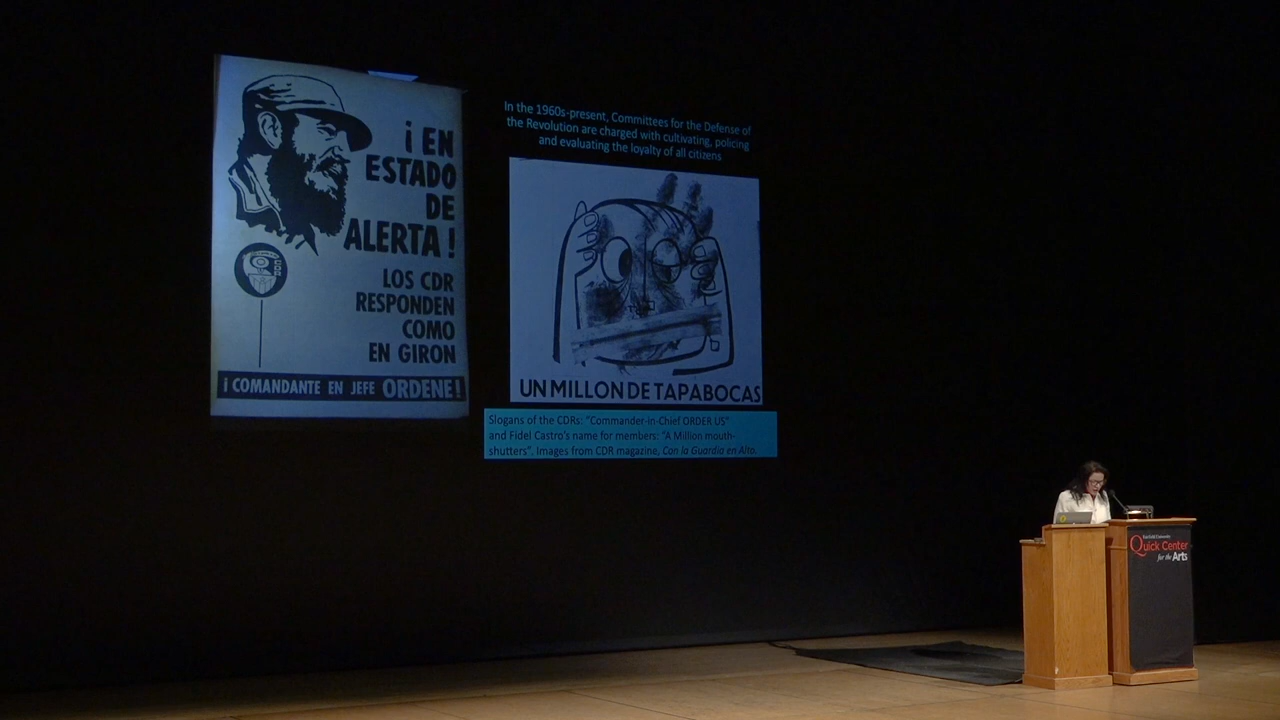 ¡ EN
ESTADO
DE
ALERTA !
CDR
LOS CDR
RESPONDEN
COMO
EN GIRON
¡ COMANDANTE EN JEFE ORDENE !
In the 1960s-present, Committees for the Defense of
the Revolution are charged with cultivating, policing
and evaluating the loyalty of all citizens
UN MILLON DE TAPABOCAS
Slogans of the CDRs: "Commander-in-Chief ORDER US"
and Fidel Castro's name for members: "A Million mouth-
shutters". Images from CDR magazine, Con la Guardia en Alto.
Fairfield University
Quick Center
for the Arts